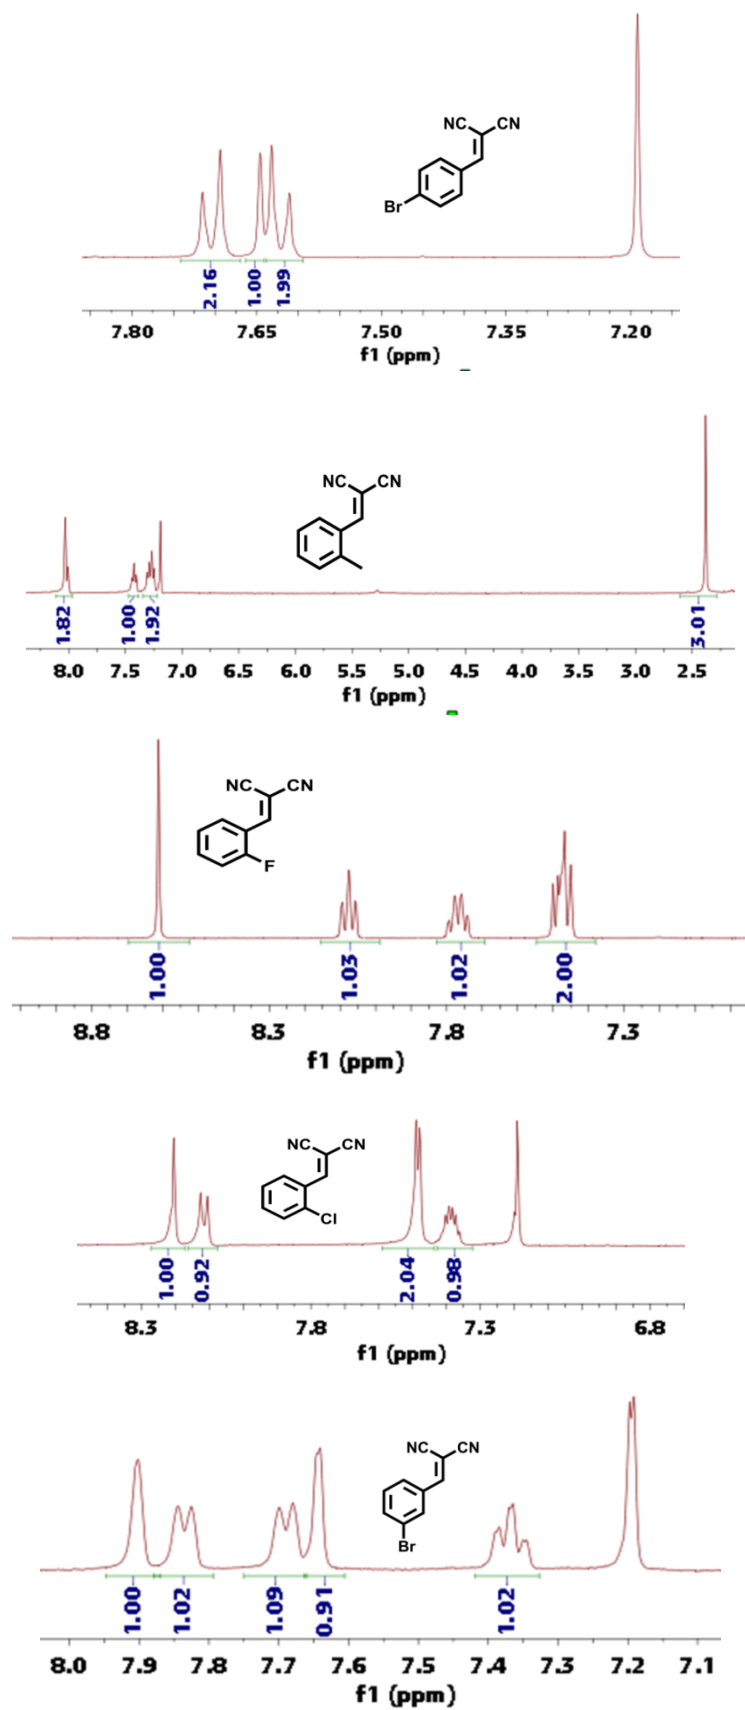 NC CN
Br
2.16 1.00 1.99
7.80 7.65 7.50 7.35 7.20
f1 (ppm)
NC CN
1.82 1.00 1.92 3.01
8.0 7.5 7.0 6.5 6.0 5.5 5.0 4.5 4.0 3.5 3.0 2.5
f1 (ppm)
NC CN
F
1.00 1.03 1.02 2.00
8.8 8.3 7.8 7.3
f1 (ppm)
NC CN
Cl
1.00 0.92 2.04 0.98
8.3 7.8 7.3 6.8
f1 (ppm)
NC CN
Br
1.00 1.02 1.09 0.91 1.02
8.0 7.9 7.8 7.7 7.6 7.5 7.4 7.3 7.2 7.1
f1 (ppm)